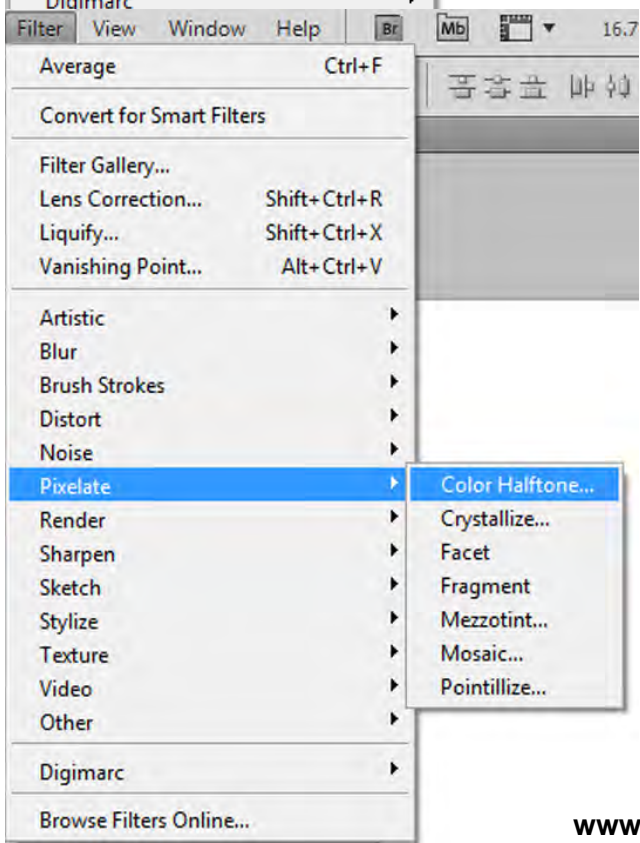 Digimarc
Filter View Window Help Br Mb 16.7
Average Ctrl+F
Convert for Smart Filters
Filter Gallery...
Lens Correction... Shift+Ctrl+R
Liquify... Shift+Ctrl+X
Vanishing Point... Alt+Ctrl+V
Artistic
Blur
Brush Strokes
Distort
Noise
Pixelate
Render
Sharpen
Sketch
Stylize
Texture
Video
Other
Digimarc
Browse Filters Online...
Color Halftone...
Crystallize...
Facet
Fragment
Mezzotint...
Mosaic...
Pointillize...
www